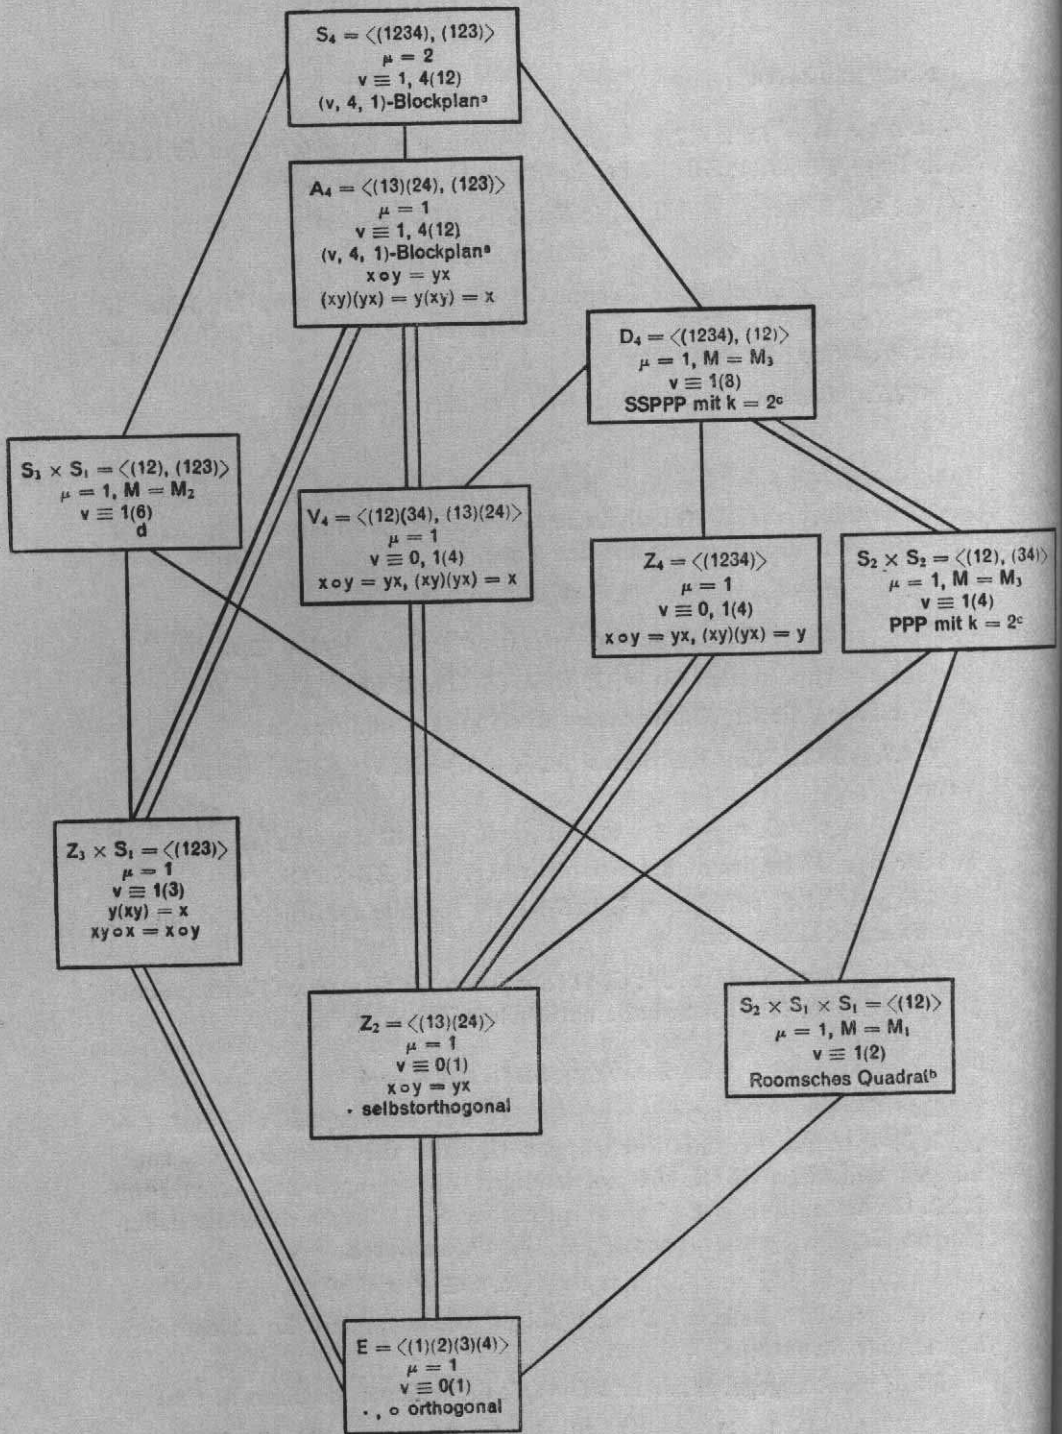 S₄ = ⟨(1234), (123)⟩
μ = 2
v ≡ 1, 4(12)
(v, 4, 1)-Blockplanᵃ
A₄ = ⟨(13)(24), (123)⟩
μ = 1
v ≡ 1, 4(12)
(v, 4, 1)-Blockplanᵃ
x∘y = yx
(xy)(yx) = y(xy) = x
D₄ = ⟨(1234), (12)⟩
μ = 1, M = M₃
v ≡ 1(8)
SSPPP mit k = 2ᶜ
S₃ × S₁ = ⟨(12), (123)⟩
μ = 1, M = M₂
v ≡ 1(6)
d
V₄ = ⟨(12)(34), (13)(24)⟩
μ = 1
v ≡ 0, 1(4)
x∘y = yx, (xy)(yx) = x
Z₄ = ⟨(1234)⟩
μ = 1
v ≡ 0, 1(4)
x∘y = yx, (xy)(yx) = y
S₂ × S₂ = ⟨(12), (34)⟩
μ = 1, M = M₃
v ≡ 1(4)
PPP mit k = 2ᶜ
Z₃ × S₁ = ⟨(123)⟩
μ = 1
v ≡ 1(3)
y(xy) = x
xy∘x = x∘y
Z₂ = ⟨(13)(24)⟩
μ = 1
v ≡ 0(1)
x∘y = yx
· selbstorthogonal
S₂ × S₁ × S₁ = ⟨(12)⟩
μ = 1, M = M₁
v ≡ 1(2)
Roomsches Quadratᵇ
E = ⟨(1)(2)(3)(4)⟩
μ = 1
v ≡ 0(1)
· , ∘ orthogonal